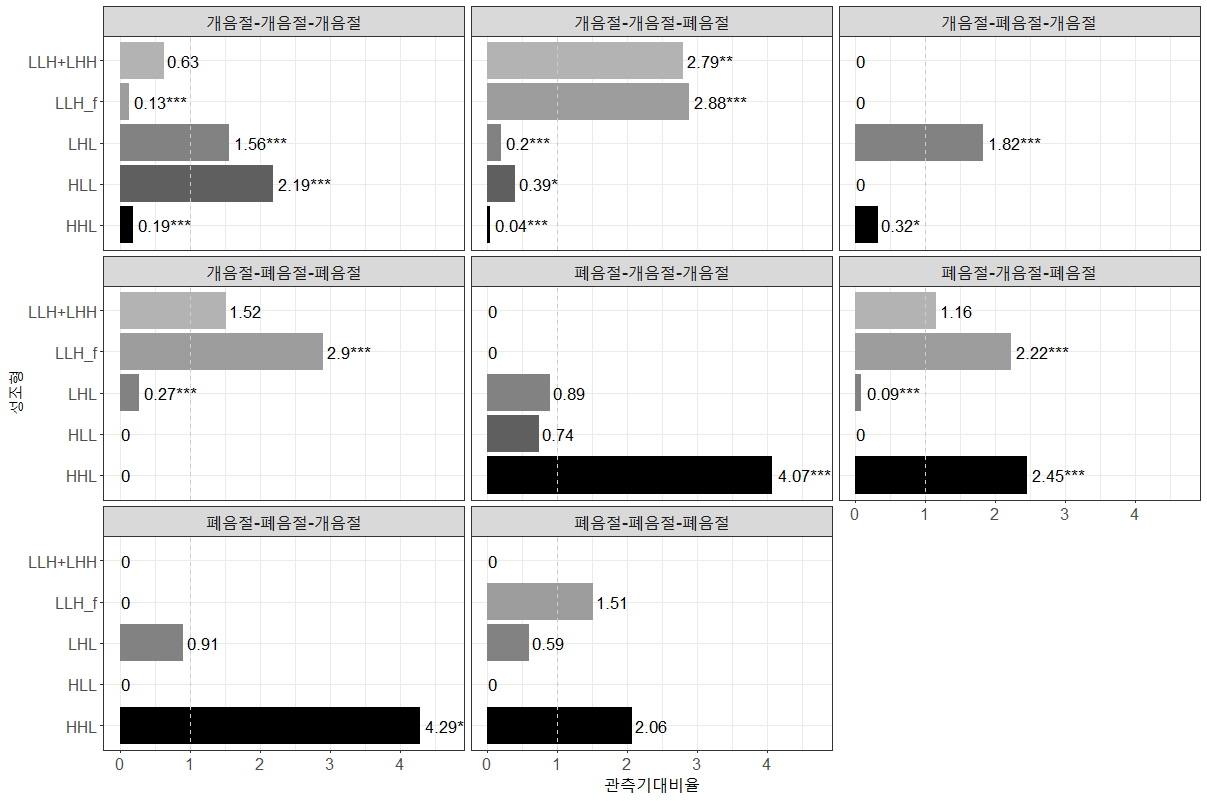 개음절-개음절-개음절
개음절-개음절-폐음절
개음절-폐음절-개음절
LLH+LHH 0.63 2.79** 0
LLH_f 0.13*** 2.88*** 0
LHL 1.56*** 0.2*** 1.82***
HLL 2.19*** 0.39* 0
HHL 0.19*** 0.04*** 0.32*
개음절-폐음절-폐음절
폐음절-개음절-개음절
폐음절-개음절-폐음절
LLH+LHH 1.52 0 1.16
LLH_f 2.9*** 0 2.22***
LHL 0.27*** 0.89 0.09***
HLL 0 0.74 0
HHL 0 4.07*** 2.45***
성조형
0 1 2 3 4
폐음절-폐음절-개음절
폐음절-폐음절-폐음절
LLH+LHH 0
LLH_f 0 1.51
LHL 0.91 0.59
HLL 0 0
HHL 4.29* 2.06
0 1 2 3 4 0 1 2 3 4
관측기대비율